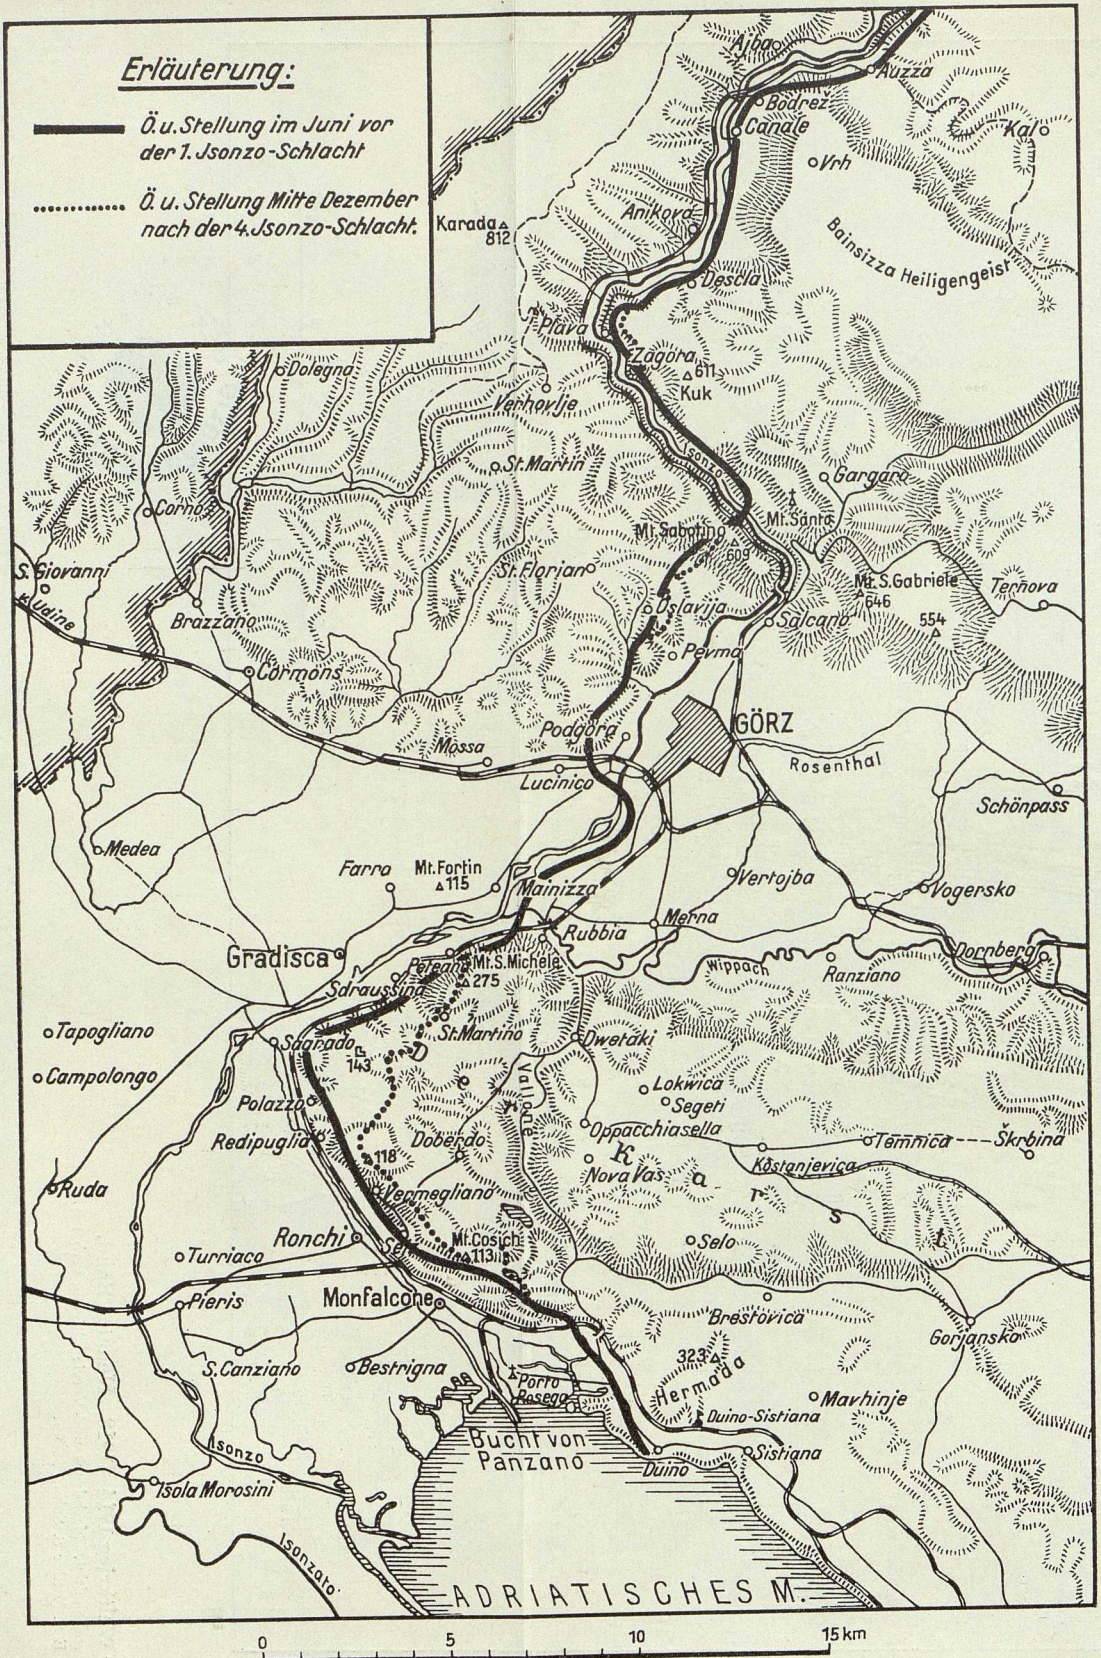 Erläuterung:
Ö.u.Stellung im Juni vor
der 1. Jsonzo-Schlacht
Ö.u.Stellung Mitte Dezember
nach der 4. Jsonzo-Schlacht.
Ajba
Auzza
Bodrež
Canale
Kal
Vrh
Karada
812
Anikova
Bainsizza Heiligengeist
Descla
Plava
Zagora
611
Kuk
Dolegna
Verhovlje
St.Martin
Isonzo
Gargaro
Corno
Mt.Santo
Mt.Sabotino
609
S.Giovanni
St.Florian
Mt.S.Gabriele
646
Ternova
n.Udine
Brazzano
Oslavija
Salcano
554
Pevma
Cormons
Podgora
GÖRZ
Mossa
Rosenthal
Lucinico
Schönpass
Medea
Farra
Mt.Fortin
115
Mainizza
Vertojba
Vogersko
Merna
Rubbia
Gradisca
Peteano
Mt.S.Michele
275
Wippach
Ranziano
Dornberg
Sdraussina
Tapogliano
Sagrado
143
St.Martino
Dwetaki
Campolongo
Vallone
Lokwica
Segeti
Polazzo
Redipuglia
Doberdo
Oppacchiasella
Temnica
Škrbina
118
Nova Vas
Kostanjevica
Karst
Ruda
Vermegliano
Ronchi
Selz
Mt.Cosich
113
Selo
Turriaco
Pieris
Monfalcone
Brestovica
Gorjansko
S.Canziano
Bestrigna
323
Hermada
Porto
Rosega
Mavhinje
Duino-Sistiana
Bucht von
Panzano
Duino
Sistiana
Isonzo
Isola Morosini
Isonzato
ADRIATISCHES M.
0 5 10 15 km